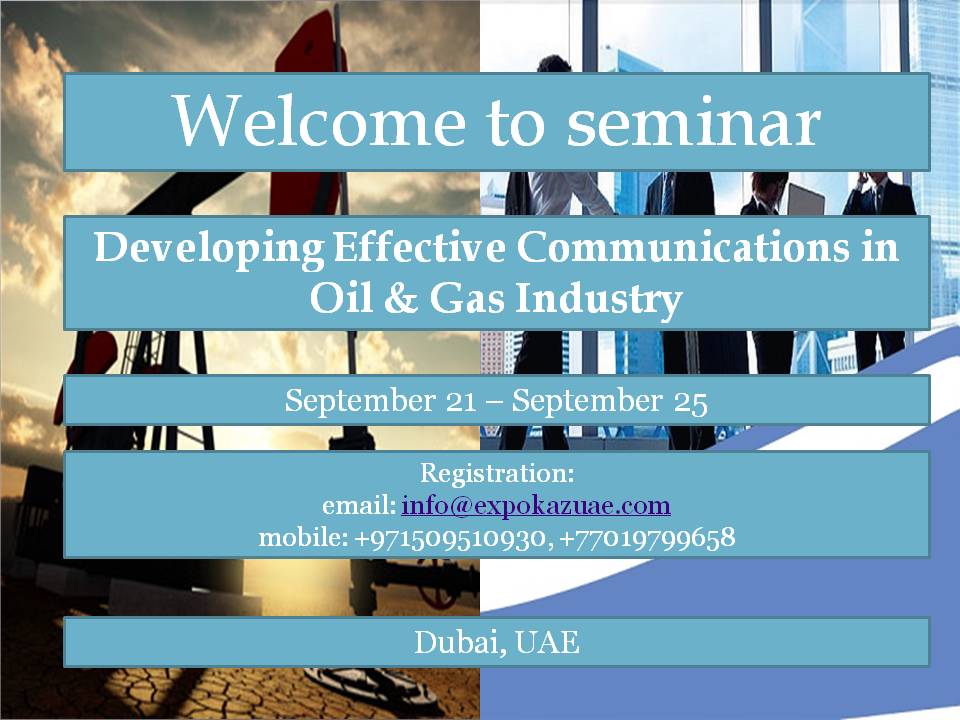 Welcome to seminar
Developing Effective Communications in
Oil & Gas Industry
September 21 – September 25
Registration:
email: info@expokazuae.com
mobile: +971509510930, +77019799658
Dubai, UAE